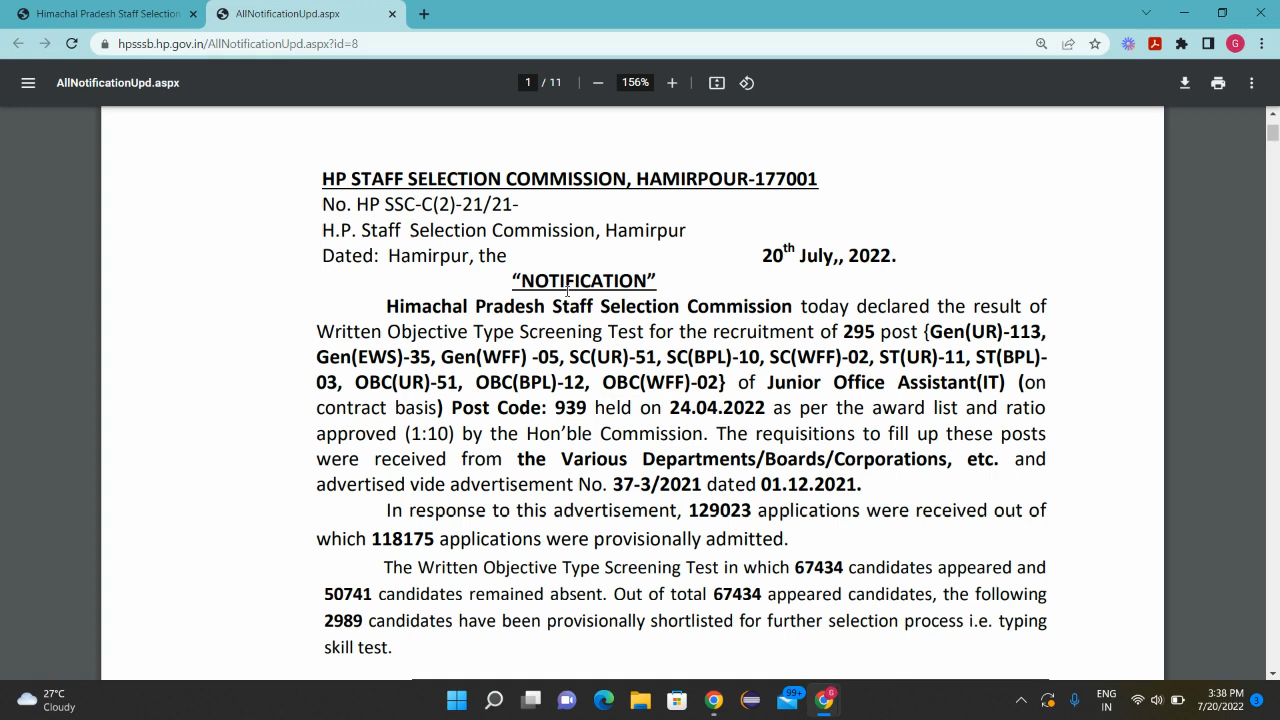 Himachal Pradesh Staff Selection
AllNotificationUpd.aspx
hpsssb.hp.gov.in/AllNotificationUpd.aspx?id=8
G
AllNotificationUpd.aspx
1 / 11
156%
HP STAFF SELECTION COMMISSION, HAMIRPOUR-177001
No. HP SSC-C(2)-21/21-
H.P. Staff Selection Commission, Hamirpur
Dated: Hamirpur, the 20th July,, 2022.
“NOTIFICATION”
Himachal Pradesh Staff Selection Commission today declared the result of
Written Objective Type Screening Test for the recruitment of 295 post {Gen(UR)-113,
Gen(EWS)-35, Gen(WFF) -05, SC(UR)-51, SC(BPL)-10, SC(WFF)-02, ST(UR)-11, ST(BPL)-
03, OBC(UR)-51, OBC(BPL)-12, OBC(WFF)-02} of Junior Office Assistant(IT) (on
contract basis) Post Code: 939 held on 24.04.2022 as per the award list and ratio
approved (1:10) by the Hon’ble Commission. The requisitions to fill up these posts
were received from the Various Departments/Boards/Corporations, etc. and
advertised vide advertisement No. 37-3/2021 dated 01.12.2021.
In response to this advertisement, 129023 applications were received out of
which 118175 applications were provisionally admitted.
The Written Objective Type Screening Test in which 67434 candidates appeared and
50741 candidates remained absent. Out of total 67434 appeared candidates, the following
2989 candidates have been provisionally shortlisted for further selection process i.e. typing
skill test.
27°C
Cloudy
99+
G
ENG
IN
3:38 PM
7/20/2022
3